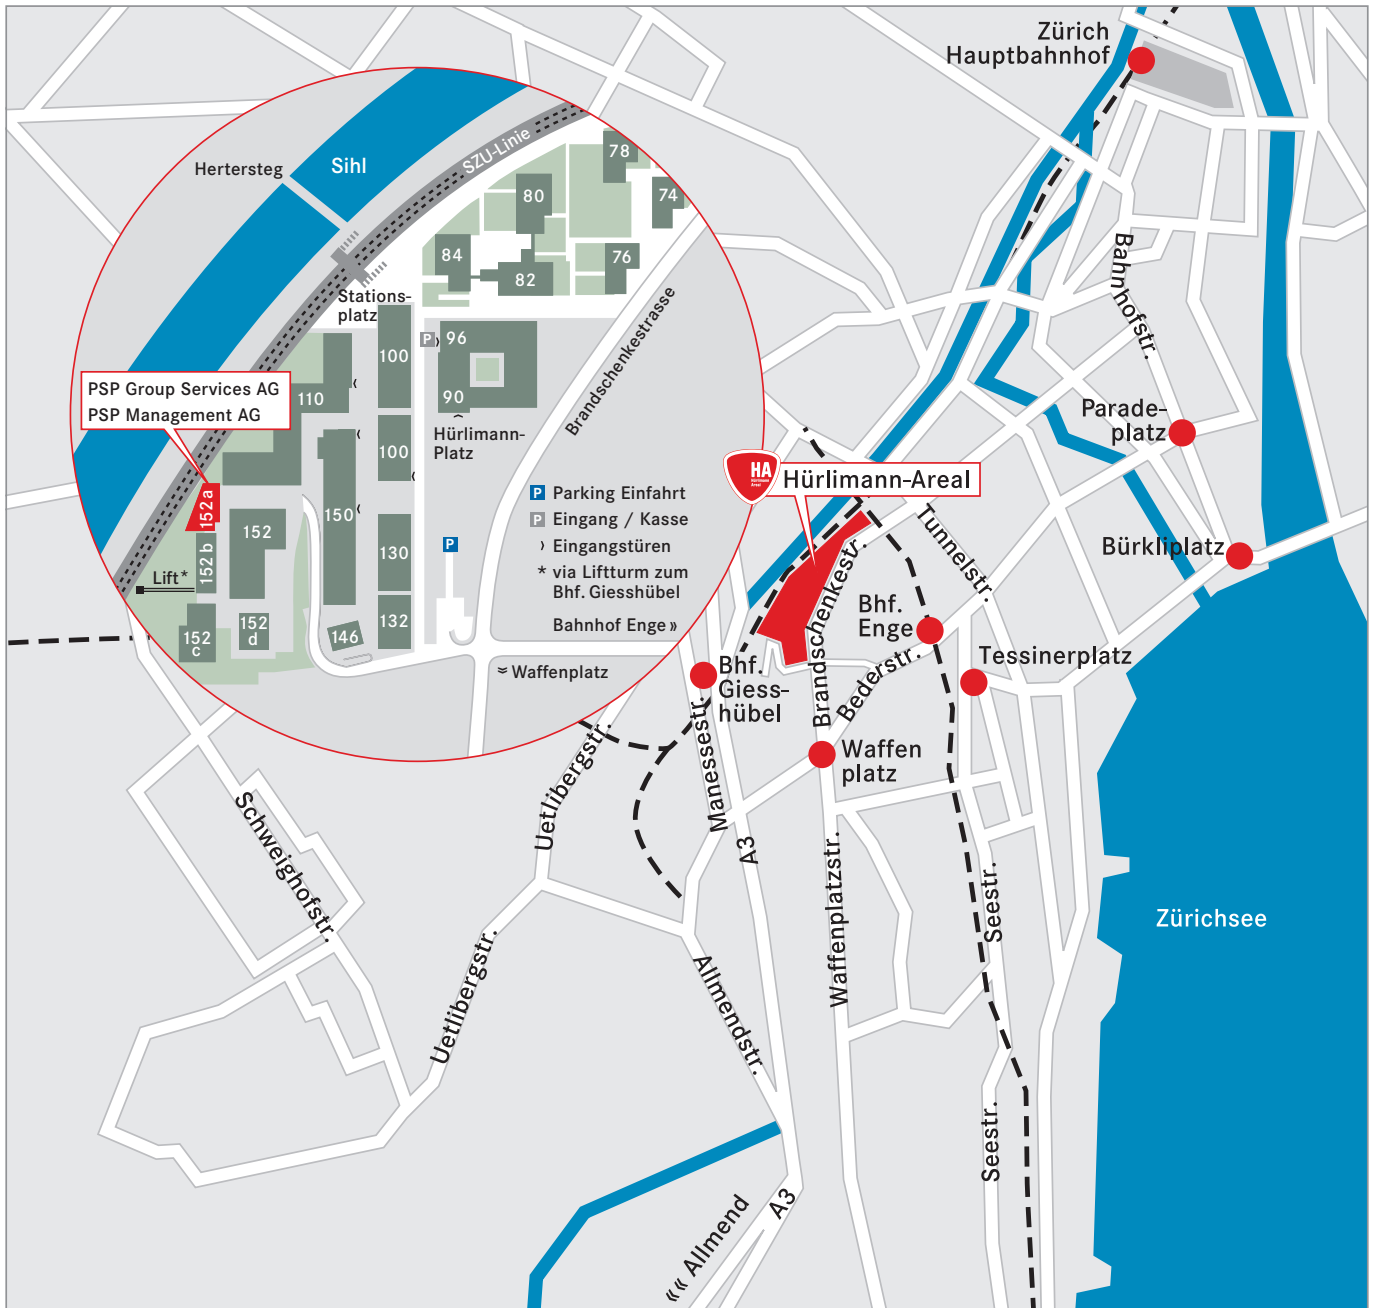 Zürich
Hauptbahnhof
Hertersteg
Sihl
SZU-Linie
78
74
80
84
82
76
Stations-
platz
100
P
96
90
110
Hürlimann-
Platz
Brandschenkestrasse
PSP Group Services AG
PSP Management AG
100
152a
152
152 b
150
130
132
146
Lift*
152
c
152
d
P
P Parking Einfahrt
P Eingang / Kasse
Eingangstüren
* via Liftturm zum
Bhf. Giesshübel
Bahnhof Enge »
Waffenplatz
Bahnhofstr.
Parade-
platz
HA
Hürlimann
Areal
Hürlimann-Areal
Tunnelstr.
Bürkliplatz
Brandschenkestr.
Bhf.
Enge
Bederstr.
Tessinerplatz
Bhf.
Giess-
hübel
Waffen
platz
Manessestr.
A3
Uetlibergstr.
Schweighofstr.
Waffenplatzstr.
Seestr.
Zürichsee
Uetlibergstr.
Allmendstr.
Seestr.
A3
«« Allmend